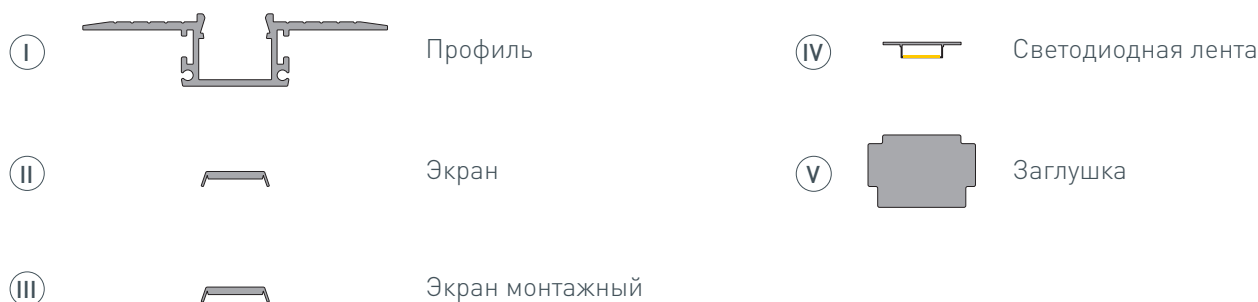 I Профиль
II Экран
III Экран монтажный
IV Светодиодная лента
V Заглушка